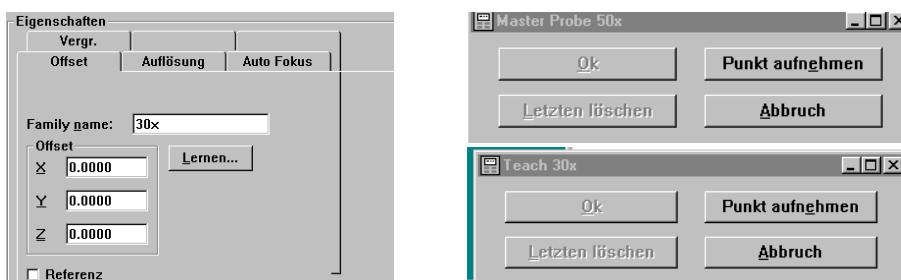 Eigenschaften
Vergr.
Offset Auflösung Auto Fokus
Family name: 30x
Offset
X 0.0000
Lernen...
Y 0.0000
Z 0.0000
Referenz
Master Probe 50x
Ok Punkt aufnehmen
Letzten löschen Abbruch
Teach 30x
Ok Punkt aufnehmen
Letzten löschen Abbruch